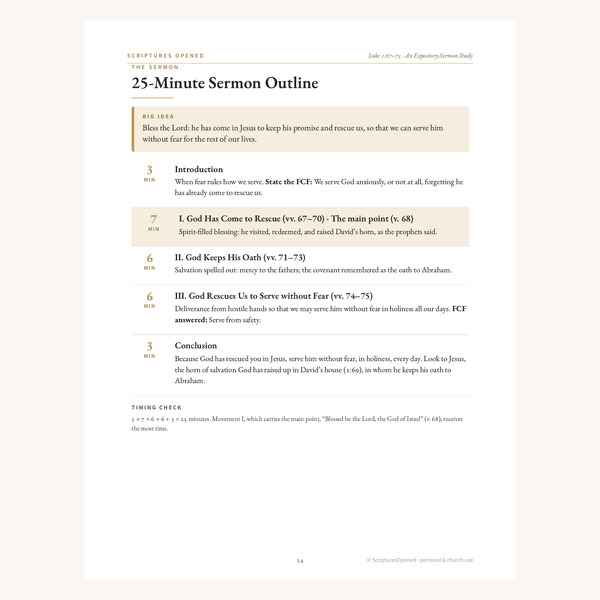 SCRIPTURES OPENED
Luke 1:67–75 · An Expository Sermon Study
THE SERMON
25-Minute Sermon Outline
BIG IDEA
Bless the Lord: he has come in Jesus to keep his promise and rescue us, so that we can serve him
without fear for the rest of our lives.
3
MIN
Introduction
When fear rules how we serve. State the FCF: We serve God anxiously, or not at all, forgetting he
has already come to rescue us.
7
MIN
I. God Has Come to Rescue (vv. 67–70) · The main point (v. 68)
Spirit-filled blessing: he visited, redeemed, and raised David's horn, as the prophets said.
6
MIN
II. God Keeps His Oath (vv. 71–73)
Salvation spelled out: mercy to the fathers; the covenant remembered as the oath to Abraham.
6
MIN
III. God Rescues Us to Serve without Fear (vv. 74–75)
Deliverance from hostile hands so that we may serve him without fear in holiness all our days. FCF
answered: Serve from safety.
3
MIN
Conclusion
Because God has rescued you in Jesus, serve him without fear, in holiness, every day. Look to Jesus,
the horn of salvation God has raised up in David's house (1:69), in whom he keeps his oath to
Abraham.
TIMING CHECK
3 + 7 + 6 + 6 + 3 = 25 minutes. Movement I, which carries the main point, "Blessed be the Lord, the God of Israel" (v. 68), receives
the most time.
34
© ScripturesOpened · personal & church use